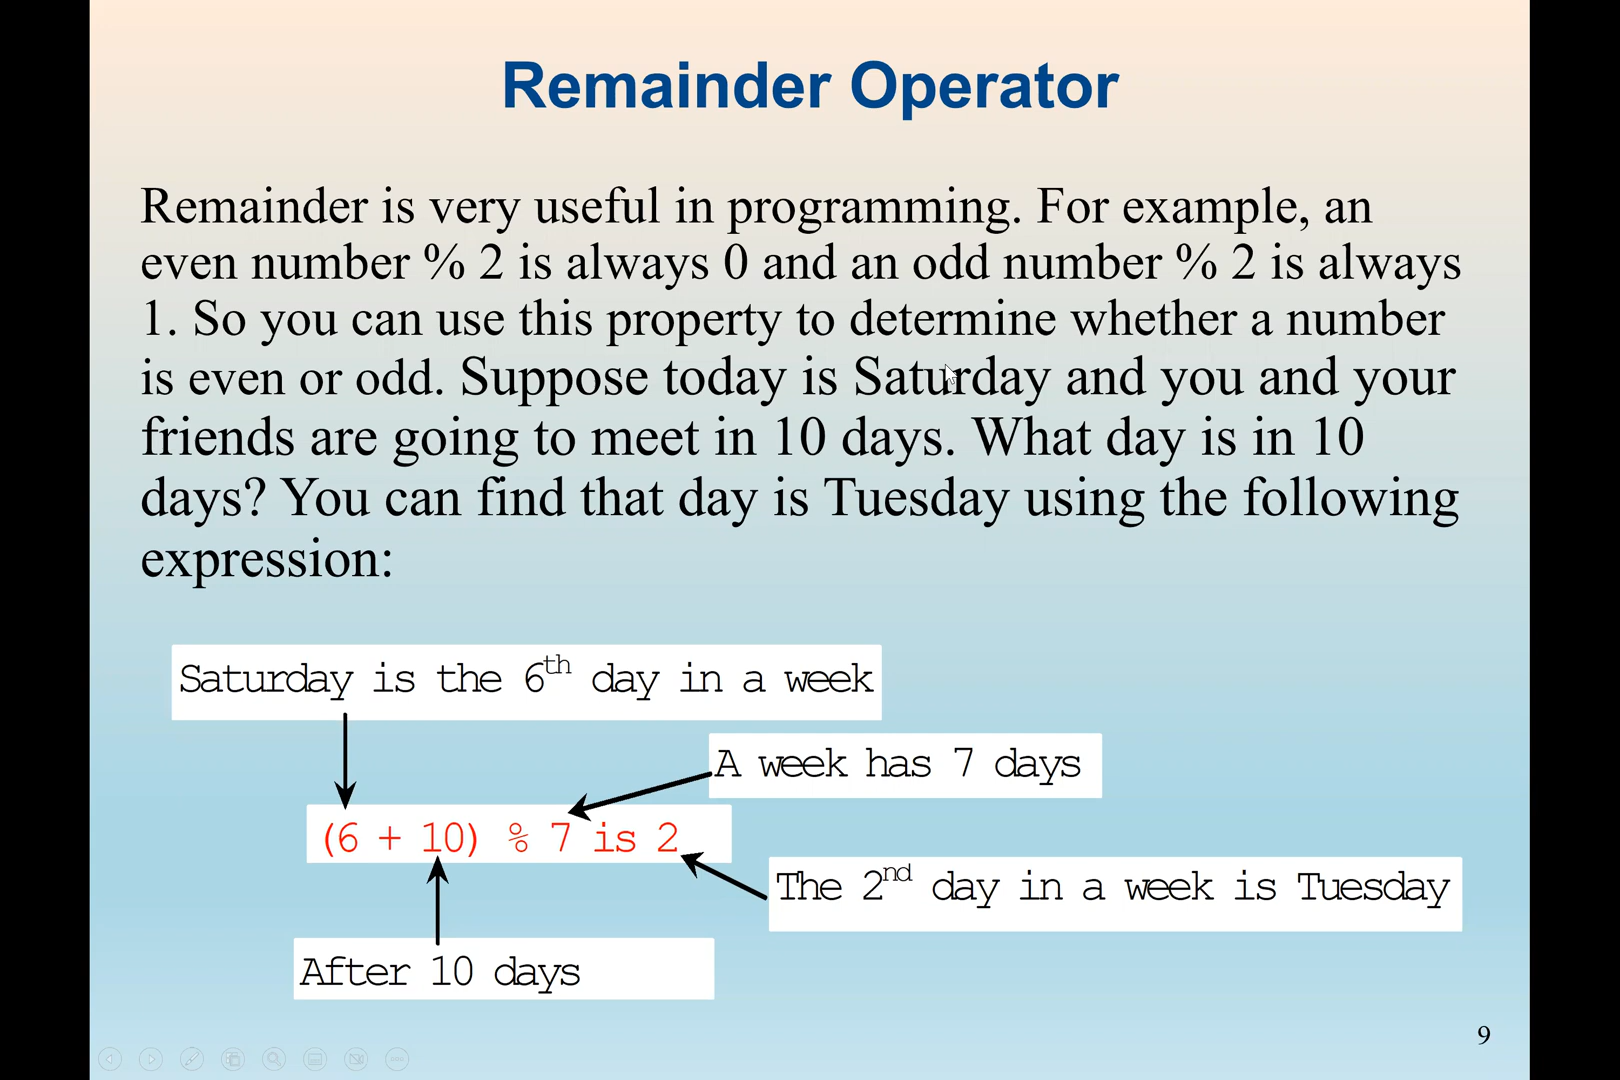 Remainder Operator
Remainder is very useful in programming. For example, an
even number % 2 is always 0 and an odd number % 2 is always
1. So you can use this property to determine whether a number
is even or odd. Suppose today is Saturday and you and your
friends are going to meet in 10 days. What day is in 10
days? You can find that day is Tuesday using the following
expression:
Saturday is the 6th day in a week
A week has 7 days
(6 + 10) % 7 is 2
The 2nd day in a week is Tuesday
After 10 days
9